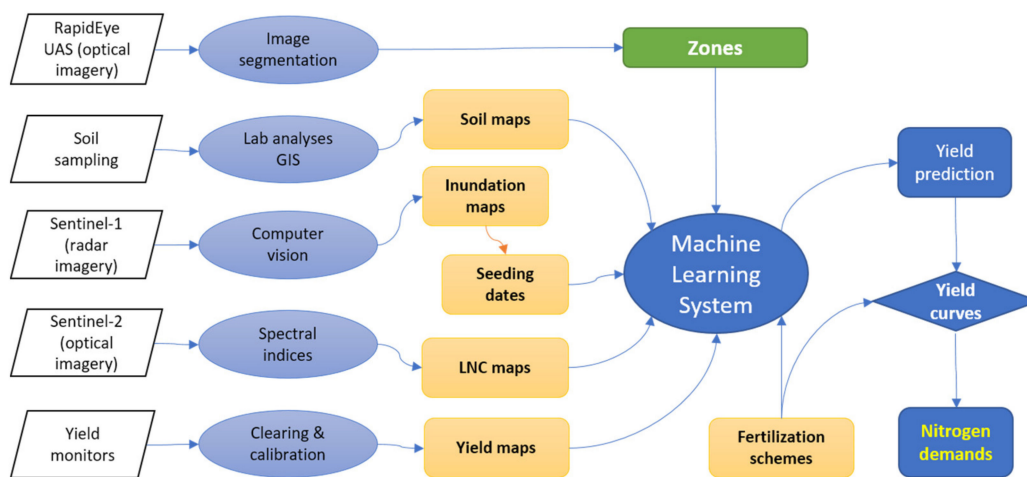 RapidEye
UAS (optical
imagery)
Image
segmentation
Zones
Soil
sampling
Lab analyses
GIS
Soil maps
Inundation
maps
Sentinel-1
(radar
imagery)
Computer
vision
Seeding
dates
Machine
Learning
System
Yield
prediction
Yield
curves
Sentinel-2
(optical
imagery)
Spectral
indices
LNC maps
Yield
monitors
Clearing &
calibration
Yield maps
Fertilization
schemes
Nitrogen
demands